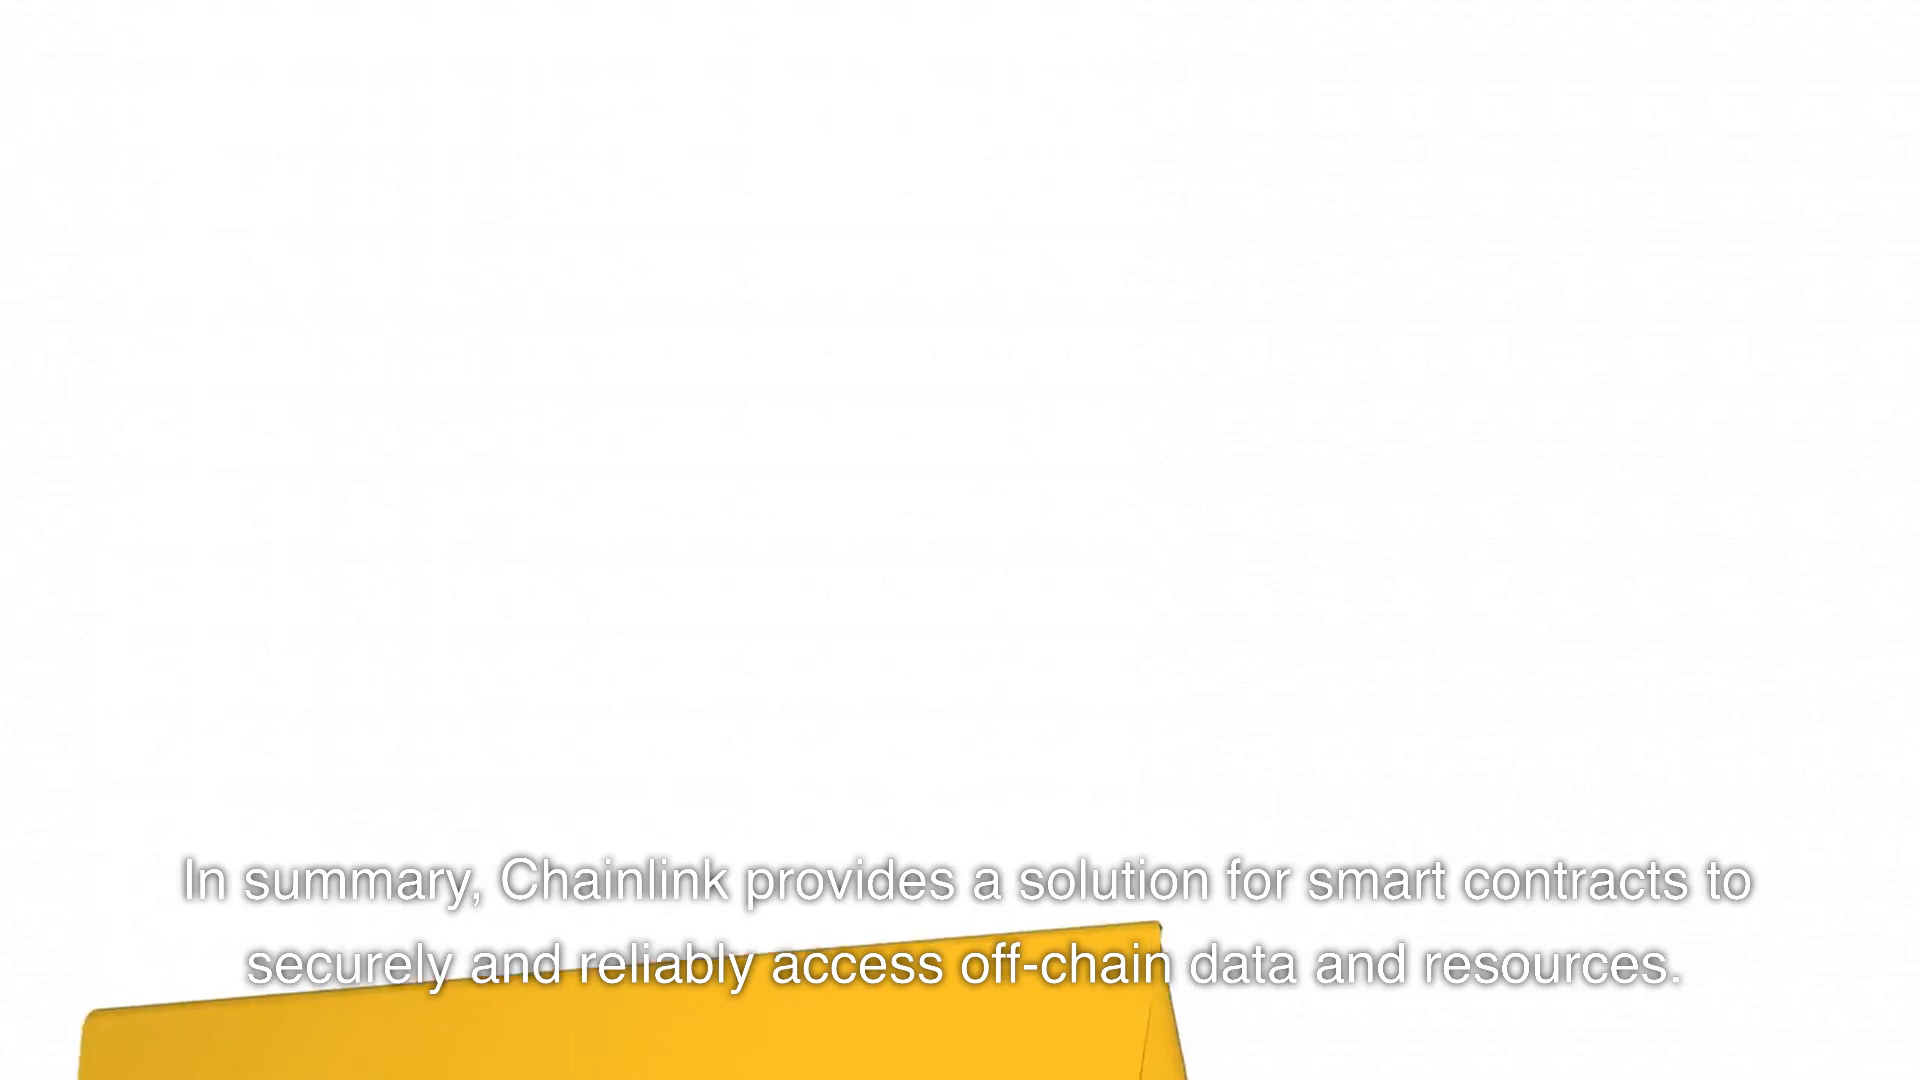 In summary, Chainlink provides a solution for smart contracts to
securely and reliably access off-chain data and resources.